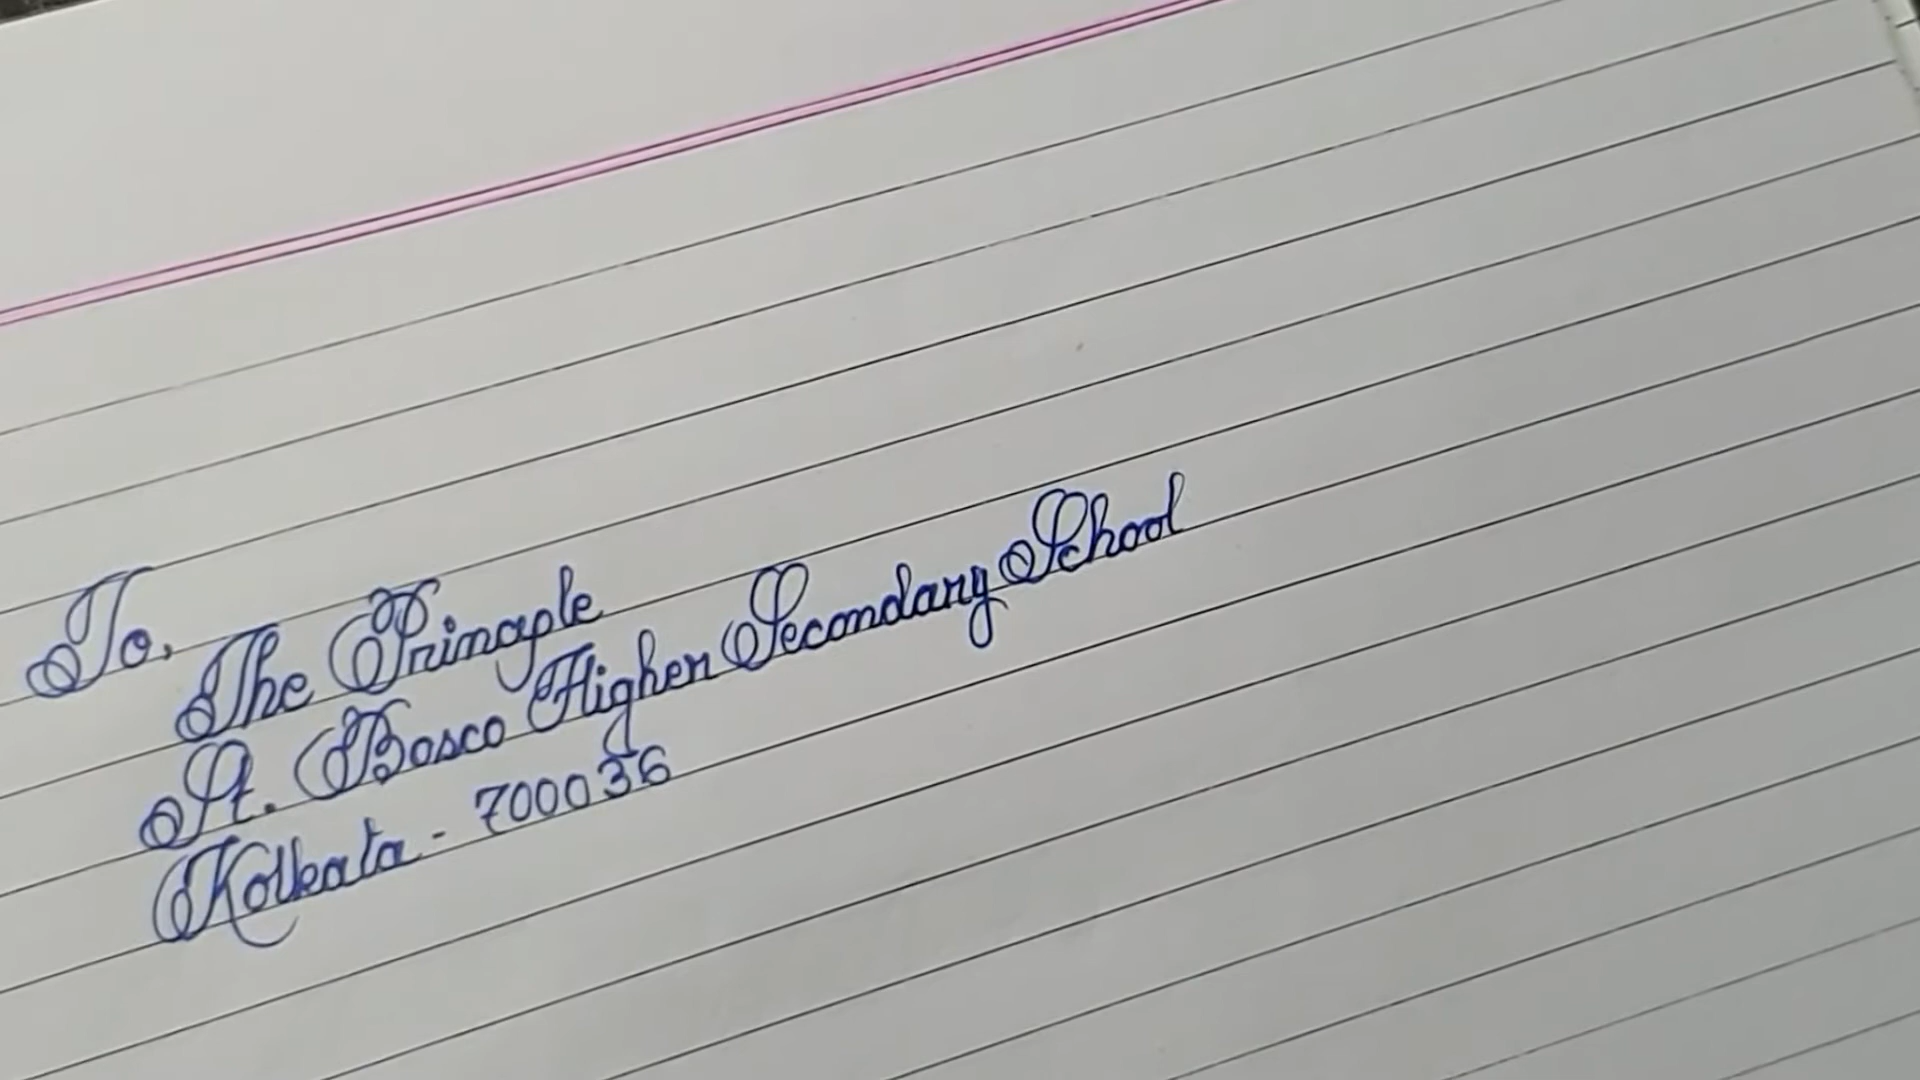 To,
The Principle
St. Bosco Higher Secondary School
Kolkata - 700036